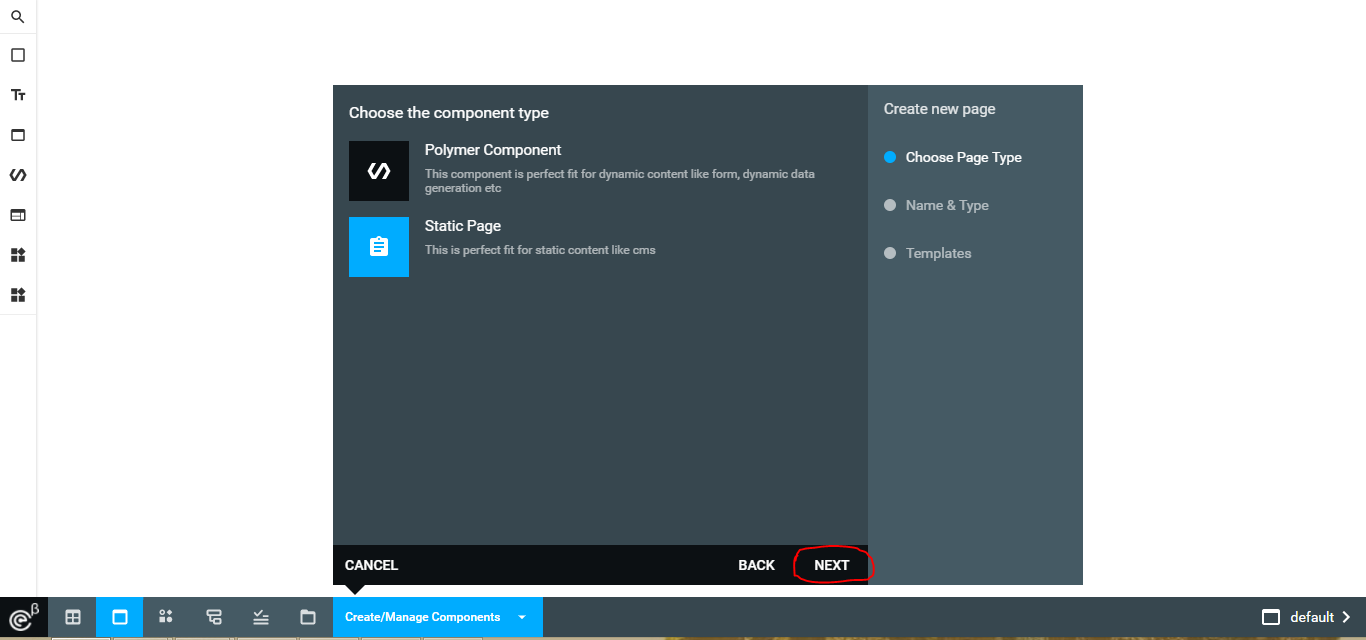 Tт
Choose the component type
Polymer Component
This component is perfect fit for dynamic content like form, dynamic data
generation etc
Static Page
This is perfect fit for static content like cms
Create new page
Choose Page Type
Name & Type
Templates
CANCEL
BACK
NEXT
e β
Create/Manage Components
default